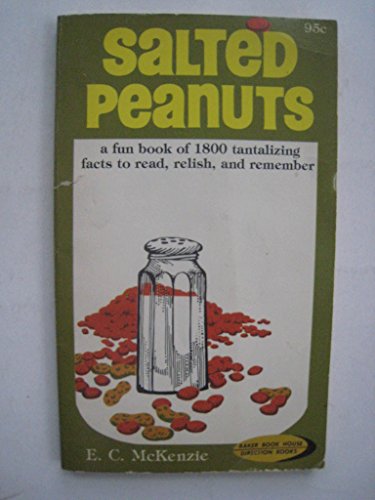 95c
SALTED
PEANUTS
a fun book of 1800 tantalizing
facts to read, relish, and remember
E. C. McKenzie
BAKER BOOK HOUSE
DIRECTION BOOKS